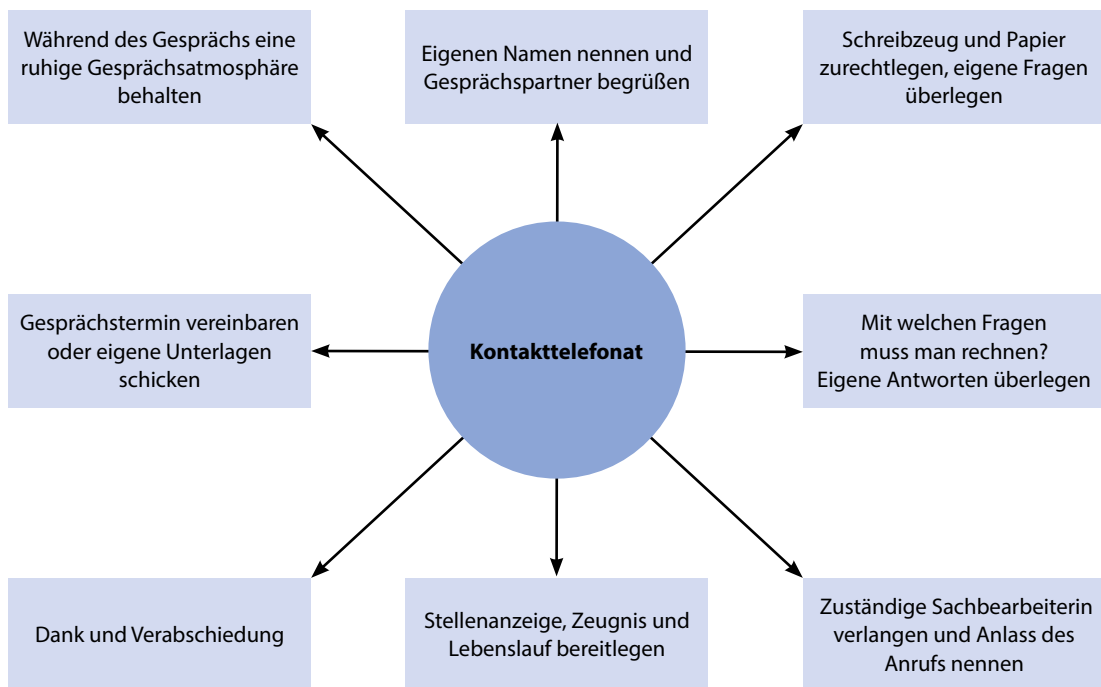 Während des Gesprächs eine
ruhige Gesprächsatmosphäre
behalten
Eigenen Namen nennen und
Gesprächspartner begrüßen
Schreibzeug und Papier
zurechtlegen, eigene Fragen
überlegen
Gesprächstermin vereinbaren
oder eigene Unterlagen
schicken
Kontakttelefonat
Mit welchen Fragen
muss man rechnen?
Eigene Antworten überlegen
Dank und Verabschiedung
Stellenanzeige, Zeugnis und
Lebenslauf bereitlegen
Zuständige Sachbearbeiterin
verlangen und Anlass des
Anrufs nennen